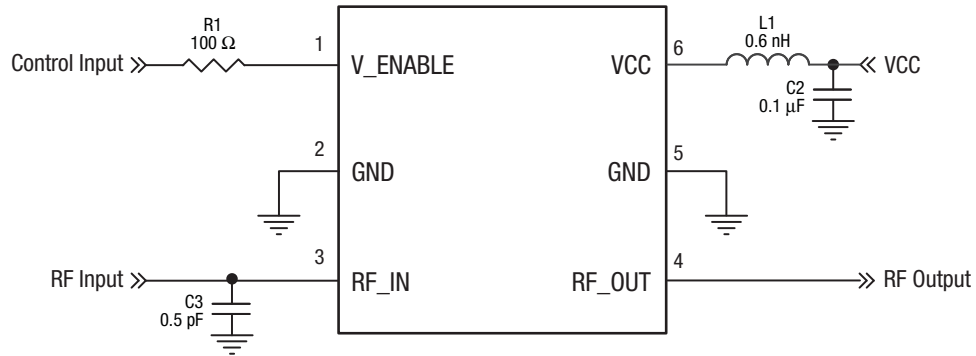 R1
100 Ω
Control Input
1
V_ENABLE
VCC
6
L1
0.6 nH
VCC
C2
0.1 μF
2
GND
GND
5
RF Input
3
RF_IN
RF_OUT
4
RF Output
C3
0.5 pF